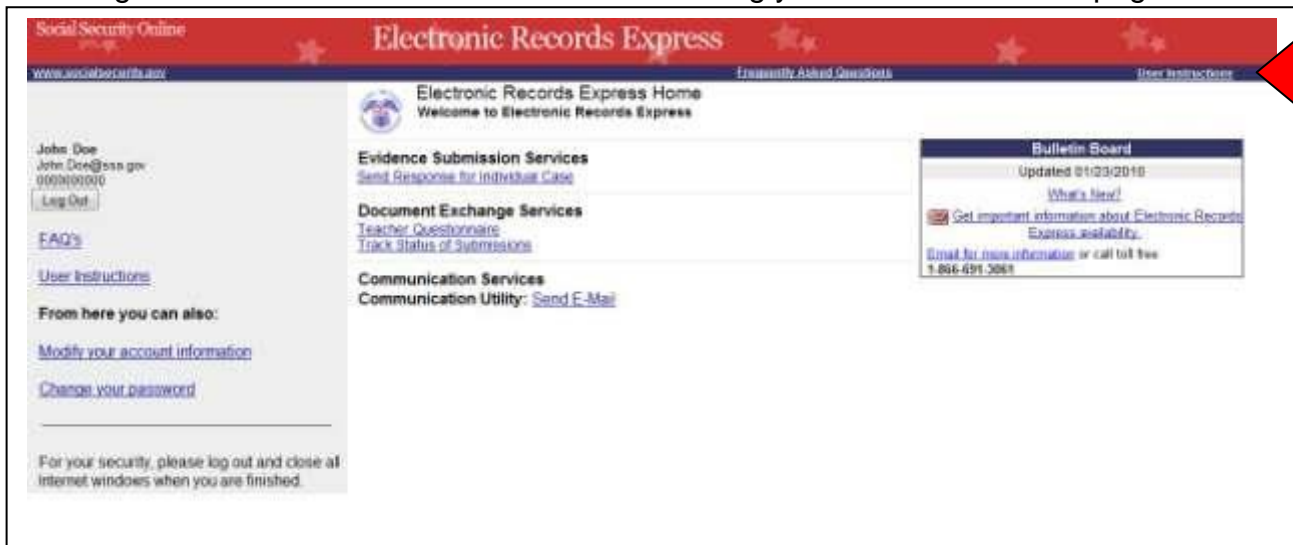 Social Security Online
Electronic Records Express
www.socialsecurity.gov
Frequently Asked Questions
User Instructions
Electronic Records Express Home
Welcome to Electronic Records Express
John Doe
John.Doe@ssa.gov
0000000000
Log Out
FAQ's
User Instructions
From here you can also:
Modify your account information
Change your password
For your security, please log out and close all
internet windows when you are finished.
Evidence Submission Services
Send Response for Individual Case
Document Exchange Services
Teacher Questionnaire
Track Status of Submissions
Communication Services
Communication Utility: Send E-Mail
Bulletin Board
Updated 01/23/2010
What's New?
Get important information about Electronic Records
Express availability.
Email for more information or call toll free
1-866-691-3061